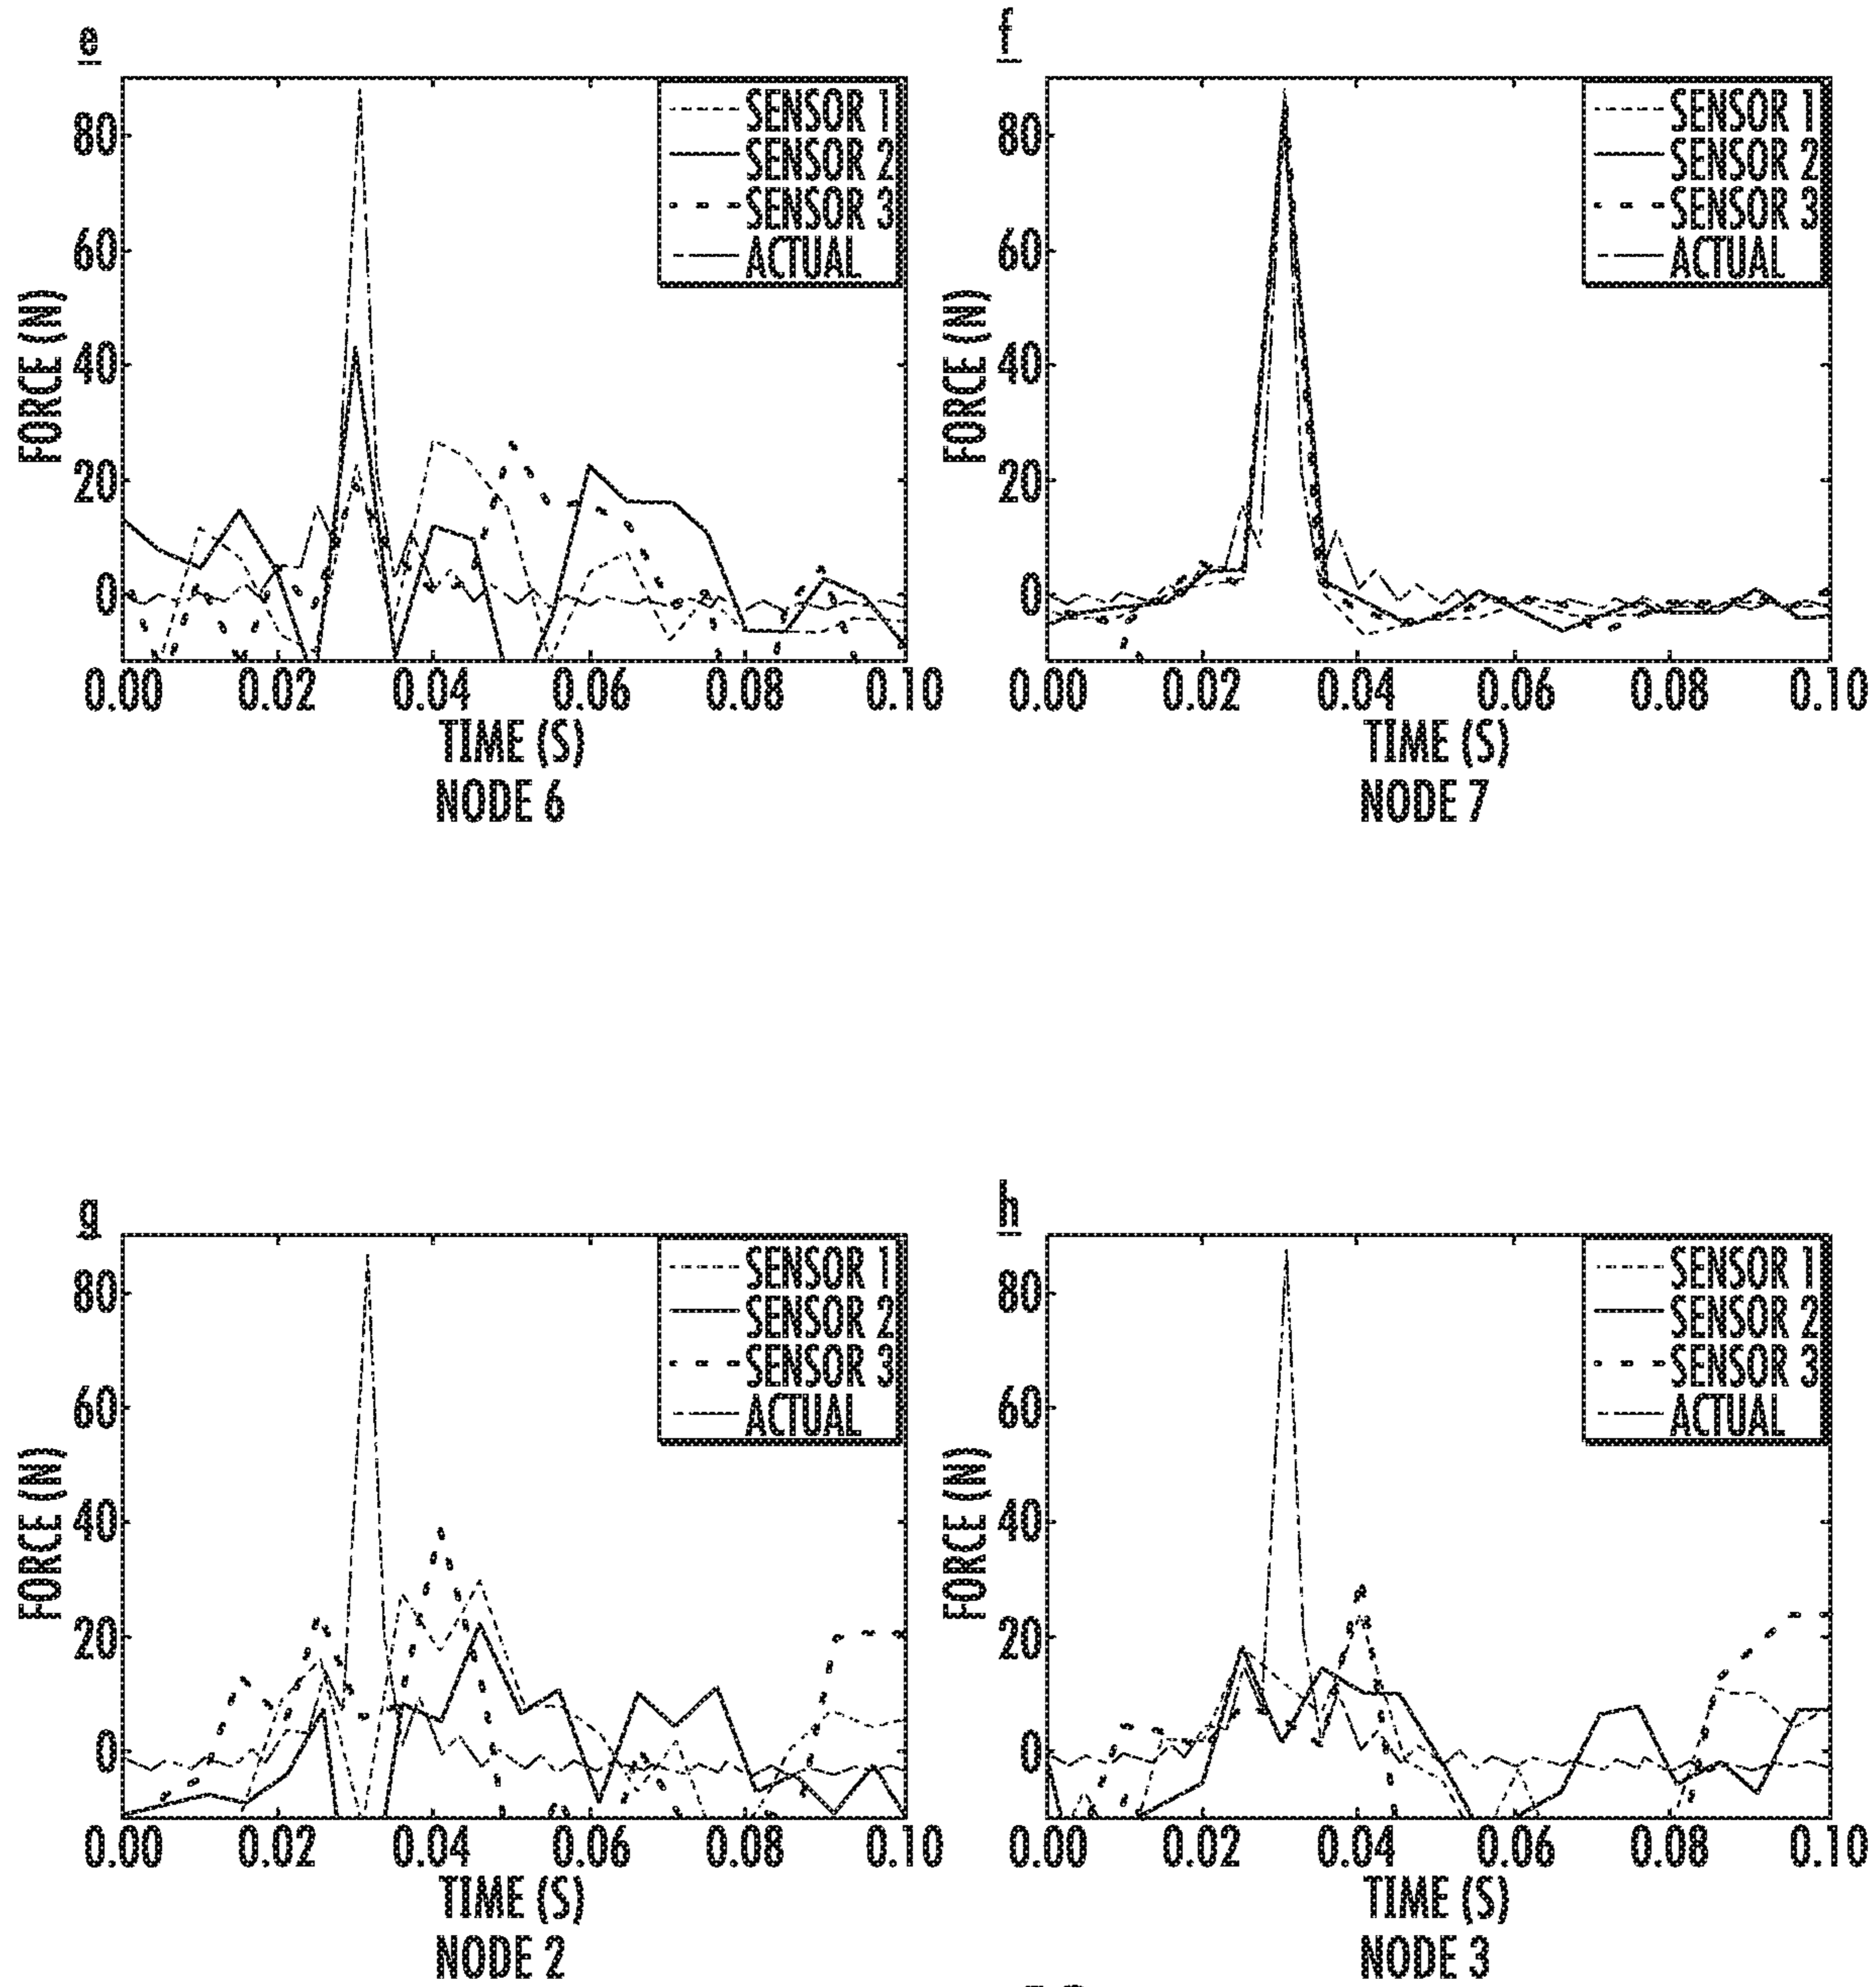 e
SENSOR 1
SENSOR 2
SENSOR 3
ACTUAL
80
60
40
20
0
FORCE (N)
0.00 0.02 0.04 0.06 0.08 0.10
TIME (S)
NODE 6
f
SENSOR 1
SENSOR 2
SENSOR 3
ACTUAL
80
60
40
20
0
FORCE (N)
0.00 0.02 0.04 0.06 0.08 0.10
TIME (S)
NODE 7
g
SENSOR 1
SENSOR 2
SENSOR 3
ACTUAL
80
60
40
20
0
FORCE (N)
0.00 0.02 0.04 0.06 0.08 0.10
TIME (S)
NODE 2
h
SENSOR 1
SENSOR 2
SENSOR 3
ACTUAL
80
60
40
20
0
FORCE (N)
0.00 0.02 0.04 0.06 0.08 0.10
TIME (S)
NODE 3